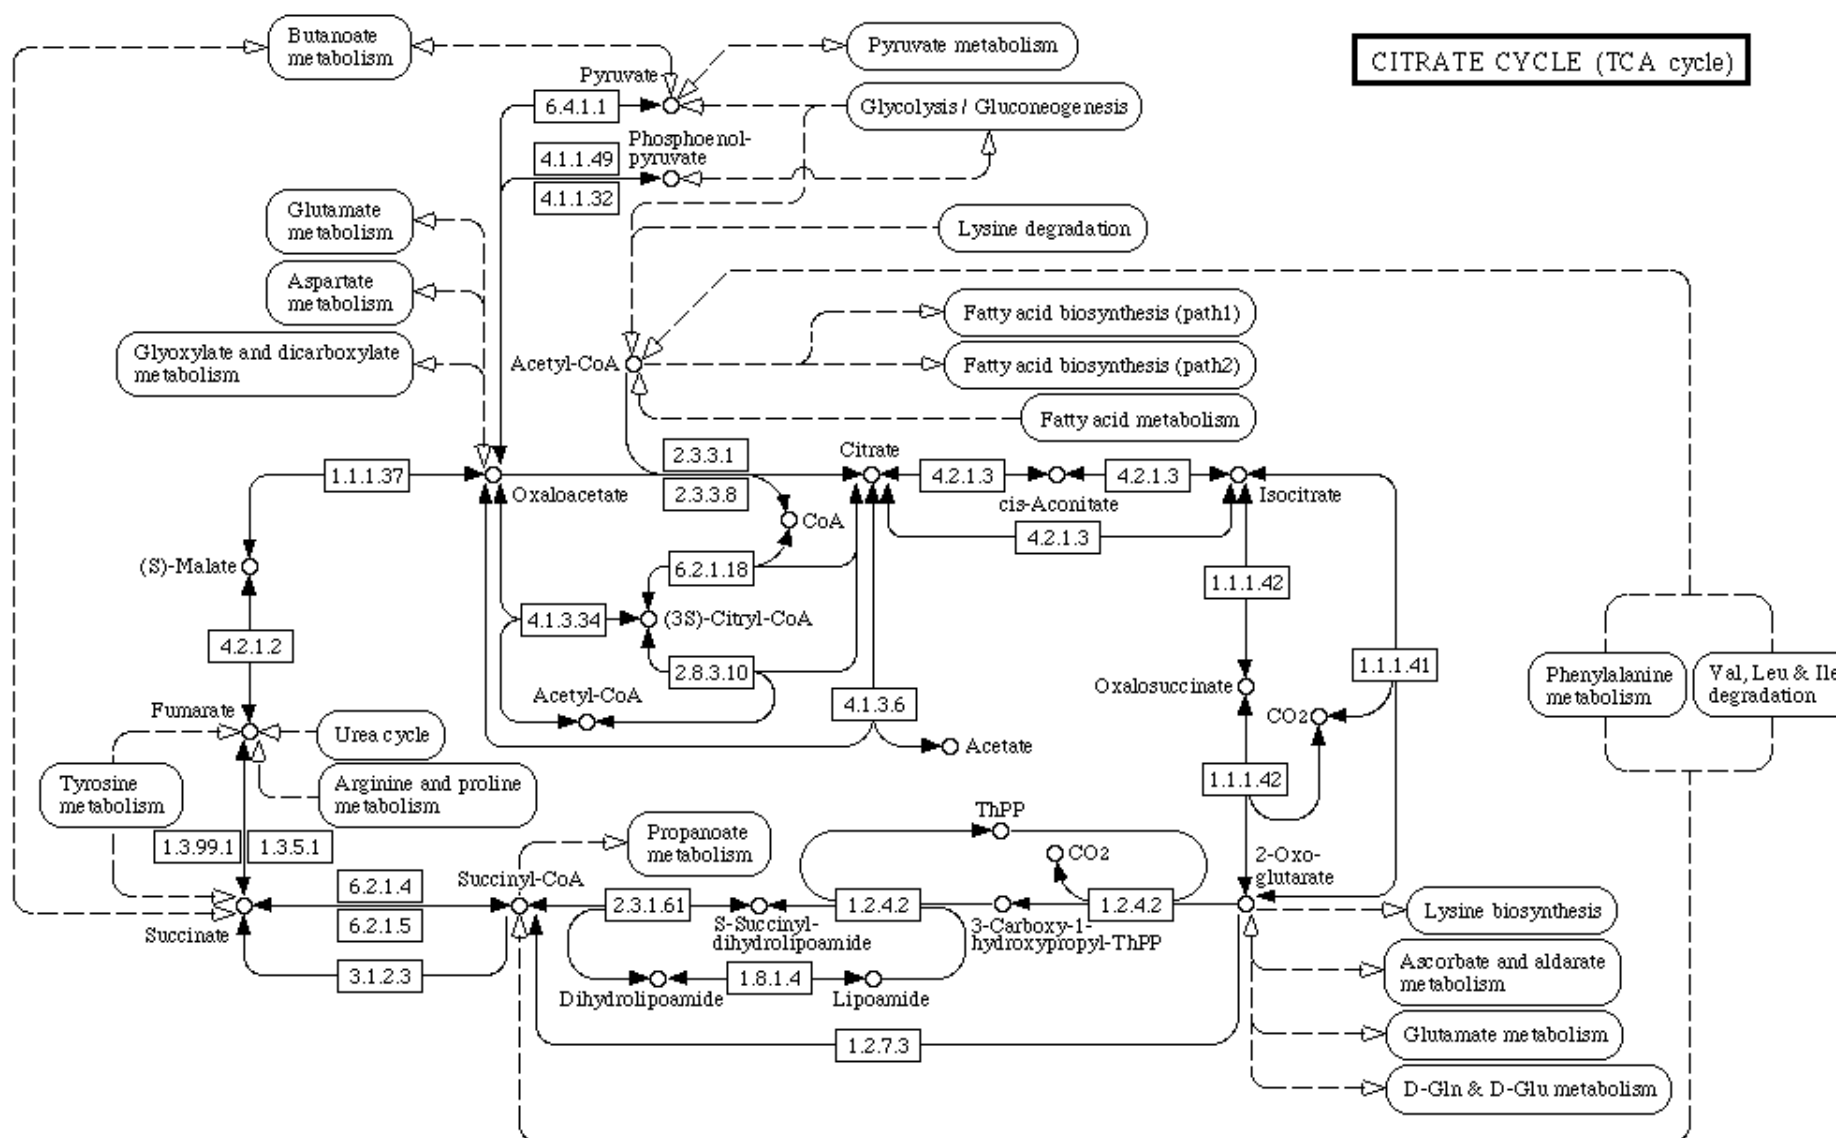 Butanoate
metabolism
Pyruvate metabolism
CITRATE CYCLE (TCA cycle)
Pyruvate
6.4.1.1
Glycolysis / Gluconeogenesis
Phosphoenol-
pyruvate
4.1.1.49
4.1.1.32
Glutamate
metabolism
Lysine degradation
Aspartate
metabolism
Fatty acid biosynthesis (path1)
Glyoxylate and dicarboxylate
metabolism
Acetyl-CoA
Fatty acid biosynthesis (path2)
Fatty acid metabolism
1.1.1.37
Oxaloacetate
2.3.3.1
2.3.3.8
Citrate
4.2.1.3
cis-Aconitate
4.2.1.3
Isocitrate
CoA
4.2.1.3
(S)-Malate
6.2.1.18
1.1.1.42
4.1.3.34
(3S)-Citryl-CoA
4.2.1.2
2.8.3.10
1.1.1.41
Phenylalanine
metabolism
Val, Leu & Ile
degradation
Acetyl-CoA
4.1.3.6
Oxalosuccinate
CO2
Fumarate
Urea cycle
Acetate
Tyrosine
metabolism
Arginine and proline
metabolism
1.1.1.42
1.3.99.1
1.3.5.1
Propanoate
metabolism
ThPP
CO2
2-Oxo-
glutarate
6.2.1.4
6.2.1.5
Succinyl-CoA
2.3.1.61
S-Succinyl-
dihydrolipoamide
1.2.4.2
3-Carboxy-1-
hydroxypropyl-ThPP
1.2.4.2
Lysine biosynthesis
Succinate
3.1.2.3
Dihydrolipoamide
1.8.1.4
Lipoamide
Ascorbate and aldarate
metabolism
1.2.7.3
Glutamate metabolism
D-Gln & D-Glu metabolism